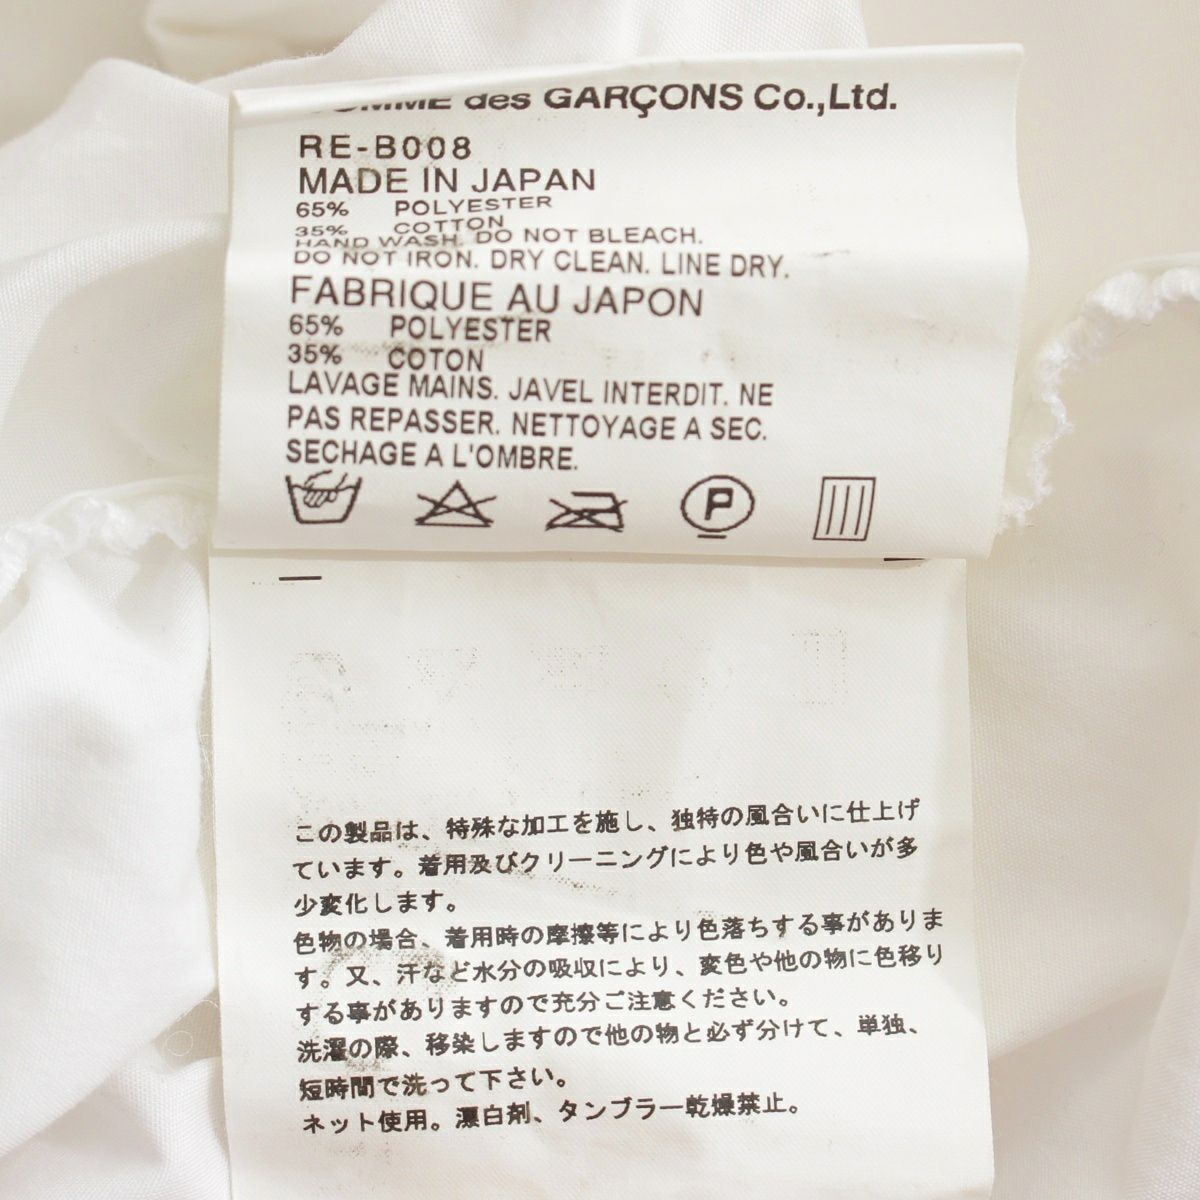 COMME des GARÇONS Co.,Ltd.
RE-B008
MADE IN JAPAN
65% POLYESTER
35% COTTON
HAND WASH. DO NOT BLEACH.
DO NOT IRON. DRY CLEAN. LINE DRY.
FABRIQUE AU JAPON
65% POLYESTER
35% COTON
LAVAGE MAINS. JAVEL INTERDIT. NE
PAS REPASSER. NETTOYAGE A SEC.
SECHAGE A L'OMBRE.
P
この製品は、特殊な加工を施し、独特の風合いに仕上げ
ています。着用及びクリーニングにより色や風合いが多
少変化します。
色物の場合、着用時の摩擦等により色落ちする事がありま
す。又、汗など水分の吸収により、変色や他の物に色移り
する事がありますので充分ご注意ください。
洗濯の際、移染しますので他の物と必ず分けて、単独、
短時間で洗って下さい。
ネット使用。漂白剤、タンブラー乾燥禁止。